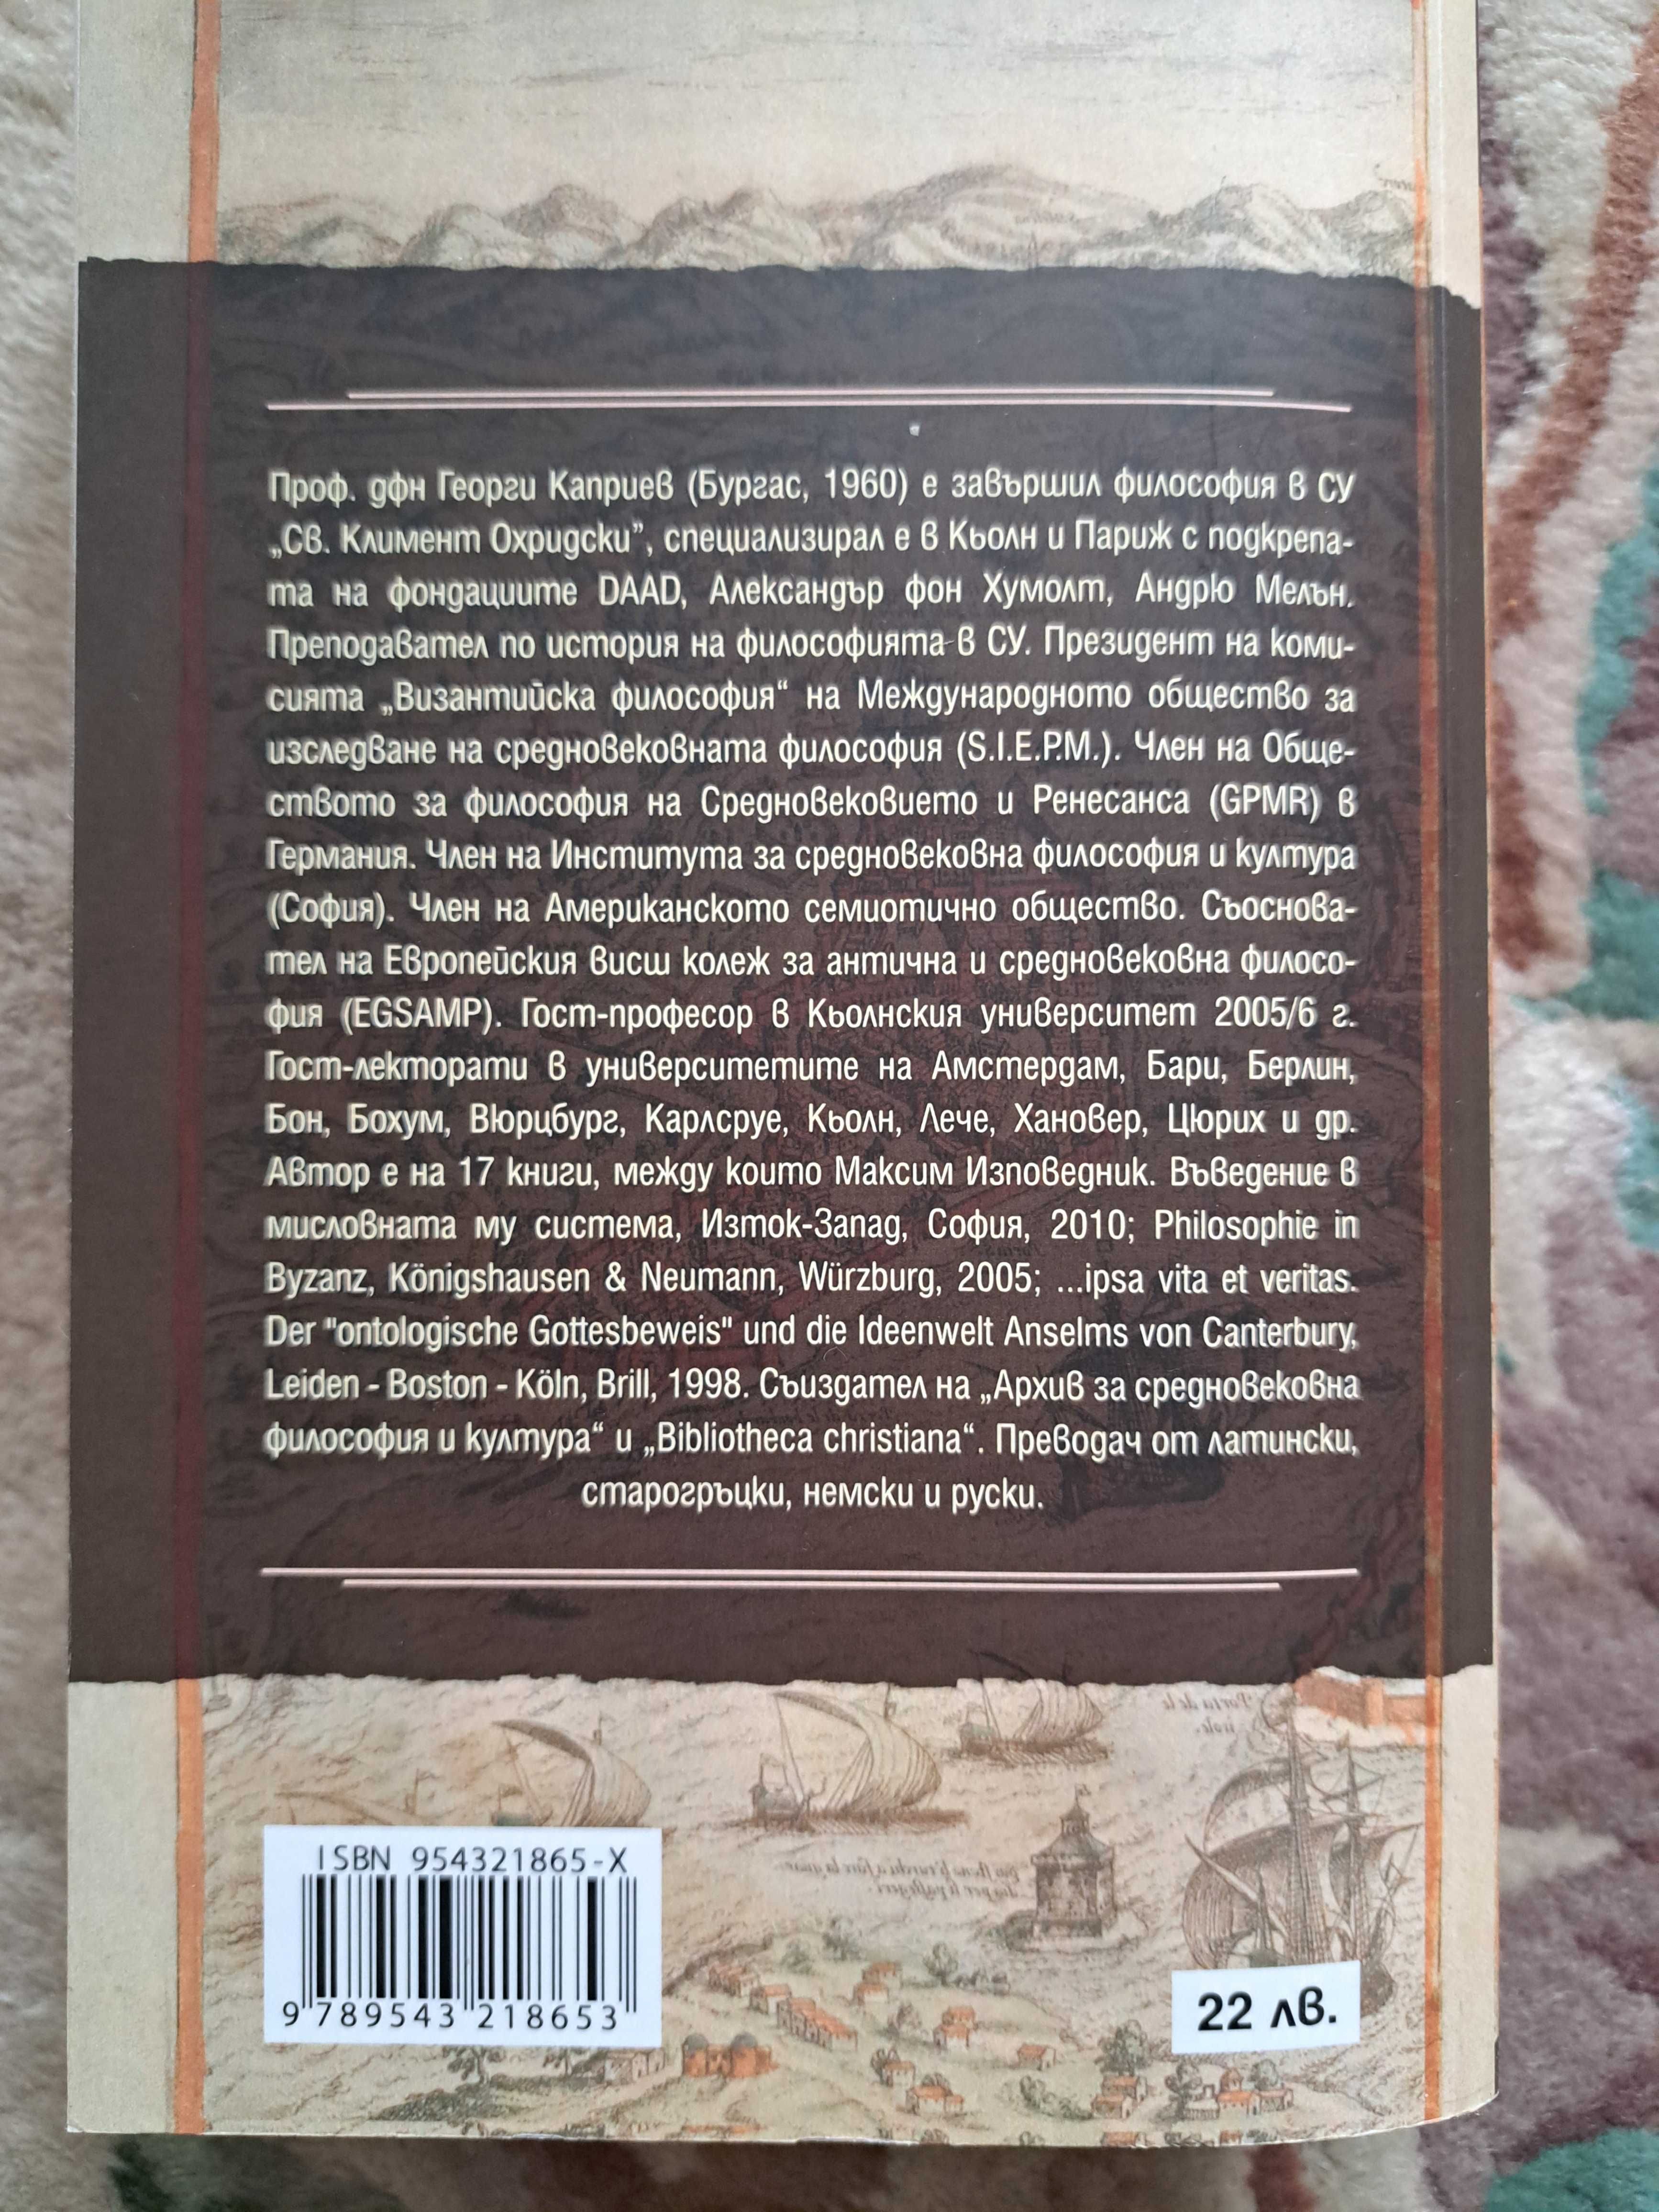 Проф. дфн Георги Каприев (Бургас, 1960) е завършил философия в СУ
„Св. Климент Охридски”, специализирал е в Кьолн и Париж с подкрепа-
та на фондациите DAAD, Александър фон Хумолт, Андрю Мелън.
Преподавател по история на философията в СУ. Президент на коми-
сията „Византийска философия“ на Международното общество за
изследване на средновековната философия (S.I.E.P.M.). Член на Обще-
ството за философия на Средновековието и Ренесанса (GPMR) в
Германия. Член на Института за средновековна философия и култура
(София). Член на Американското семиотично общество. Съоснова-
тел на Европейския висш колеж за антична и средновековна филосо-
фия (EGSAMP). Гост-професор в Кьолнския университет 2005/6 г.
Гост-лекторати в университетите на Амстердам, Бари, Берлин,
Бон, Бохум, Вюрцбург, Карлсруе, Кьолн, Лече, Хановер, Цюрих и др.
Автор е на 17 книги, между които Максим Изповедник. Въведение в
мисловната му система, Изток-Запад, София, 2010; Philosophie in
Byzanz, Königshausen & Neumann, Würzburg, 2005; ...ipsa vita et veritas.
Der "ontologische Gottesbeweis" und die Ideenwelt Anselms von Canterbury,
Leiden - Boston - Köln, Brill, 1998. Съиздател на „Архив за средновековна
философия и култура“ и „Bibliotheca christiana“. Преводач от латински,
старогръцки, немски и руски.
ISBN 954321865-X
9 789543 218653
22 лв.